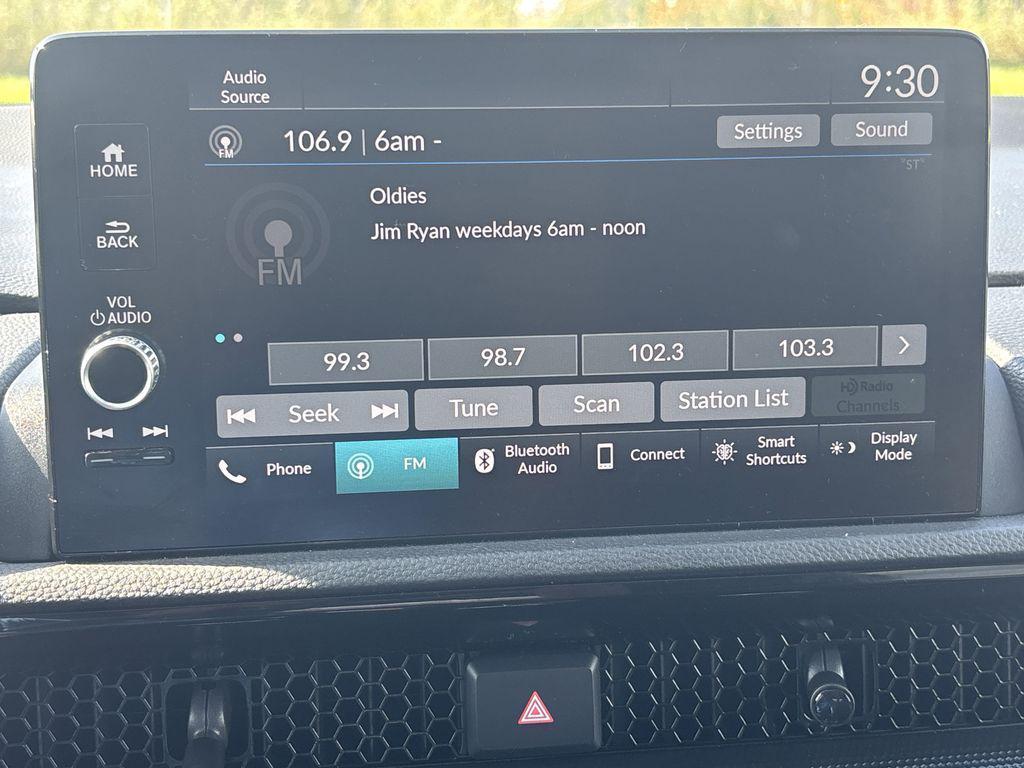 Audio
Source
9:30
FM
106.9 | 6am -
Settings
Sound
"ST"
HOME
BACK
VOL
AUDIO
FM
Oldies
Jim Ryan weekdays 6am - noon
99.3
98.7
102.3
103.3
Seek
Tune
Scan
Station List
HD Radio
Channels
Phone
FM
Bluetooth
Audio
Connect
Smart
Shortcuts
Display
Mode